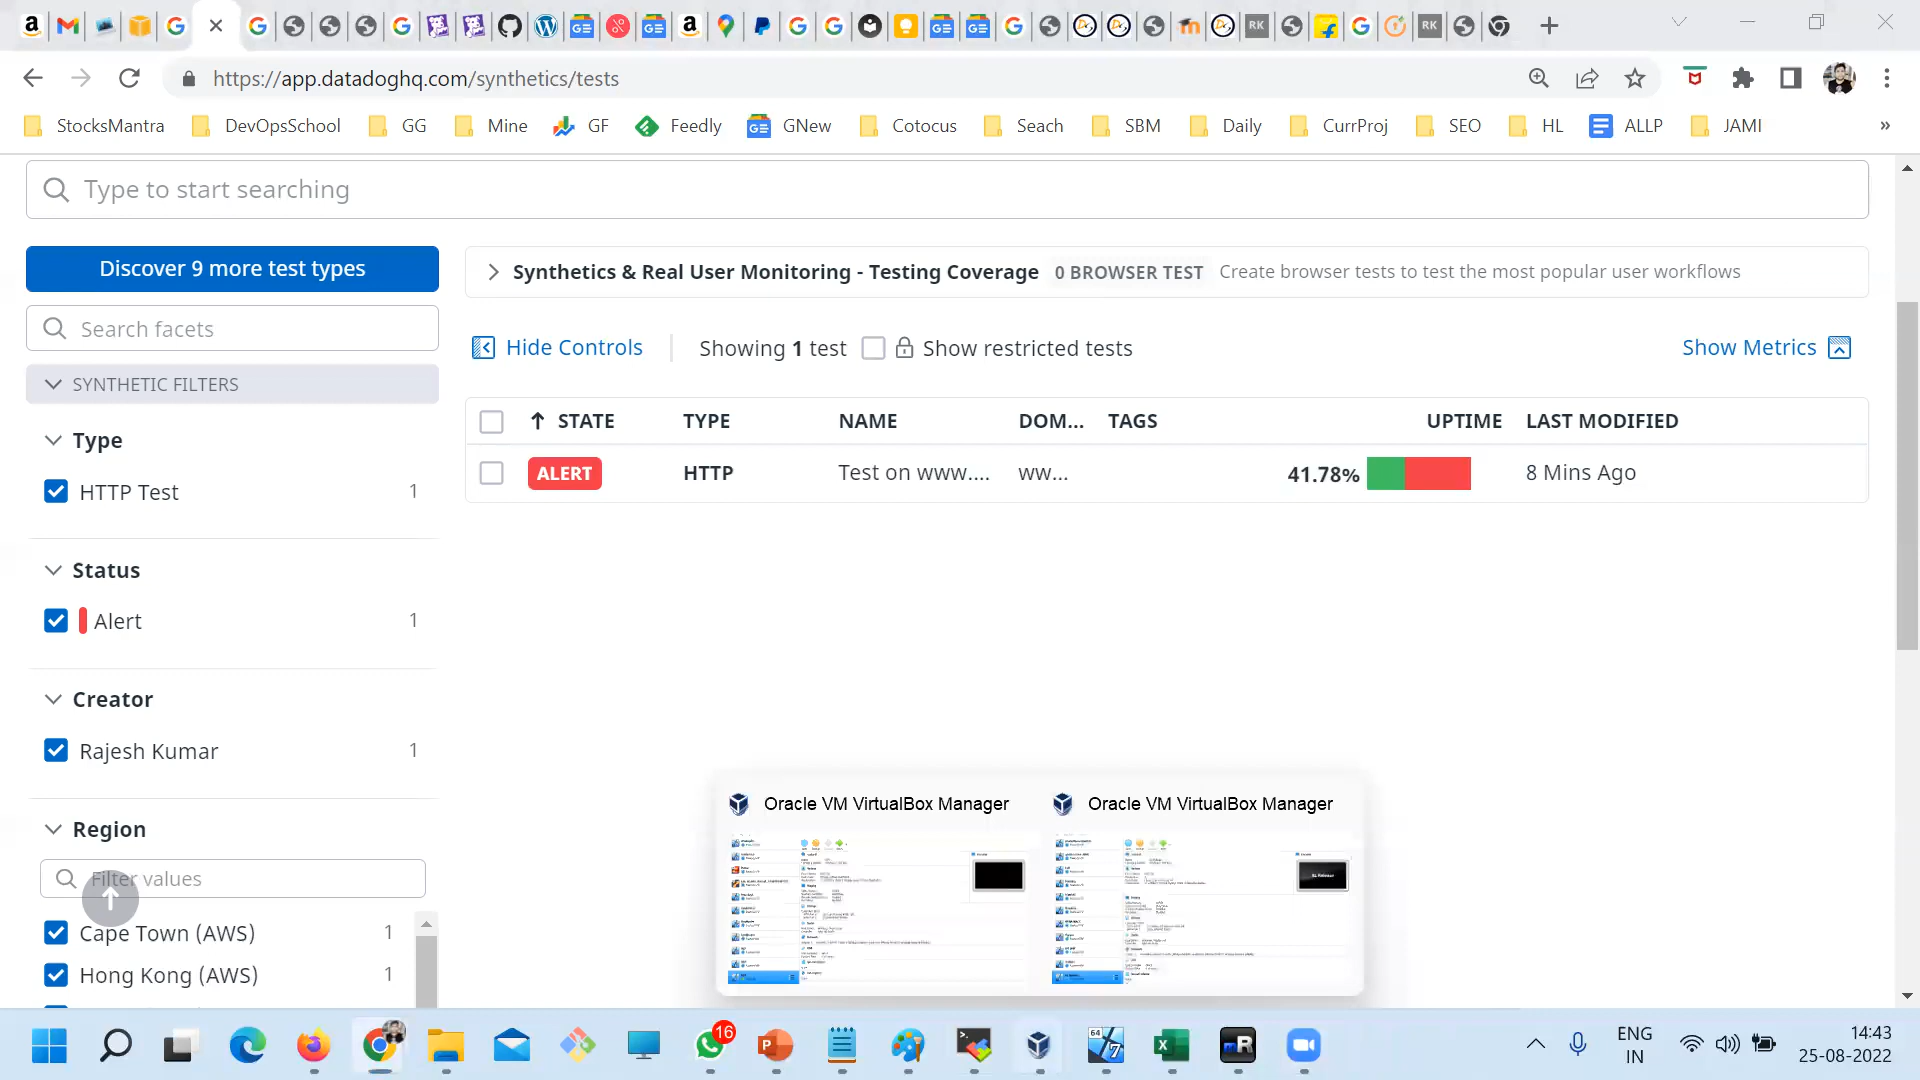 https://app.datadoghq.com/synthetics/tests
StocksMantra DevOpsSchool GG Mine GF Feedly GNew Cotocus Seach SBM Daily CurrProj SEO HL ALLP JAMI »
Type to start searching
Discover 9 more test types
Synthetics & Real User Monitoring - Testing Coverage 0 BROWSER TEST Create browser tests to test the most popular user workflows
Search facets
Hide Controls Showing 1 test Show restricted tests Show Metrics
SYNTHETIC FILTERS
STATE TYPE NAME DOM... TAGS UPTIME LAST MODIFIED
Type
ALERT HTTP Test on www.... ww... 41.78% 8 Mins Ago
HTTP Test 1
Status
Alert 1
Creator
Rajesh Kumar 1
Region
Filter values
Cape Town (AWS) 1
Hong Kong (AWS) 1
Oracle VM VirtualBox Manager Oracle VM VirtualBox Manager
16
64
ENG
IN
14:43
25-08-2022